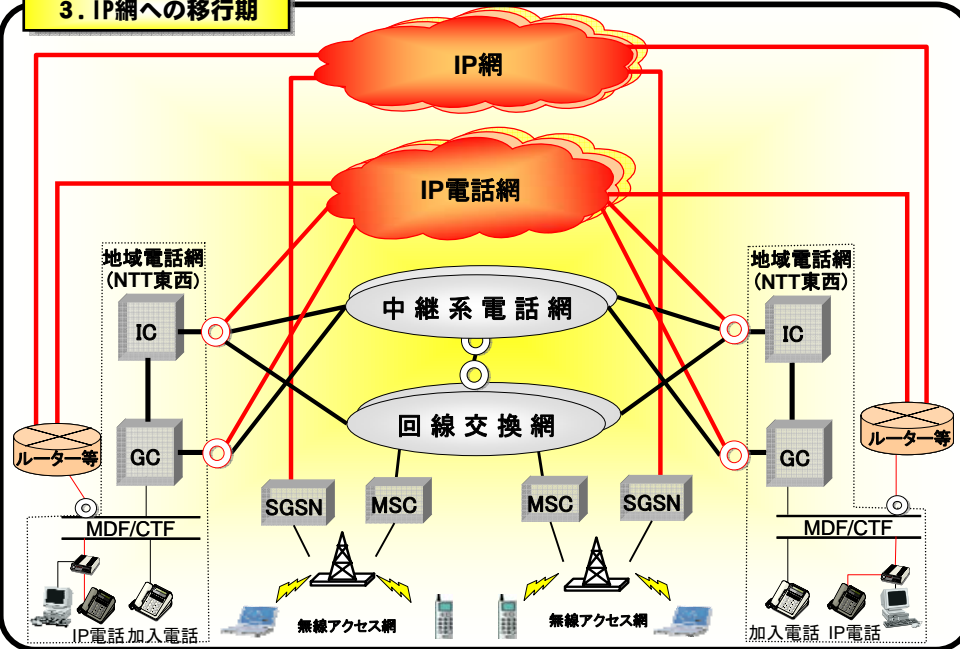 3．IP網への移行期
IP網
IP電話網
地域電話網
(NTT東西)
地域電話網
(NTT東西)
中継系電話網
IC
IC
回線交換網
ルーター等
GC
GC
ルーター等
SGSN
MSC
MSC
SGSN
MDF/CTF
MDF/CTF
無線アクセス網
無線アクセス網
IP電話
加入電話
加入電話
IP電話